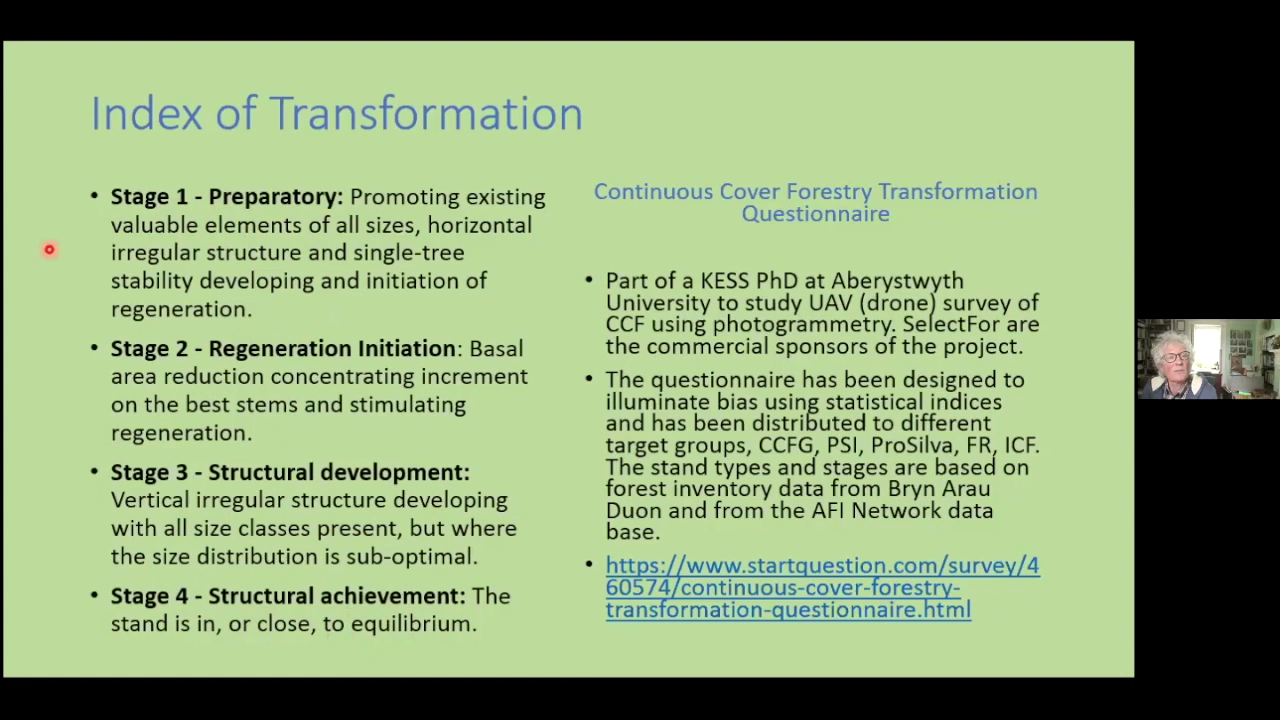 Index of Transformation
• Stage 1 - Preparatory: Promoting existing
valuable elements of all sizes, horizontal
irregular structure and single-tree
stability developing and initiation of
regeneration.
• Stage 2 - Regeneration Initiation: Basal
area reduction concentrating increment
on the best stems and stimulating
regeneration.
• Stage 3 - Structural development:
Vertical irregular structure developing
with all size classes present, but where
the size distribution is sub-optimal.
• Stage 4 - Structural achievement: The
stand is in, or close, to equilibrium.
Continuous Cover Forestry Transformation
Questionnaire
• Part of a KESS PhD at Aberystwyth
University to study UAV (drone) survey of
CCF using photogrammetry. SelectFor are
the commercial sponsors of the project.
• The questionnaire has been designed to
illuminate bias using statistical indices
and has been distributed to different
target groups, CCFG, PSI, ProSilva, FR, ICF.
The stand types and stages are based on
forest inventory data from Bryn Arau
Duon and from the AFI Network data
base.
• https://www.startquestion.com/survey/4
60574/continuous-cover-forestry-
transformation-questionnaire.html